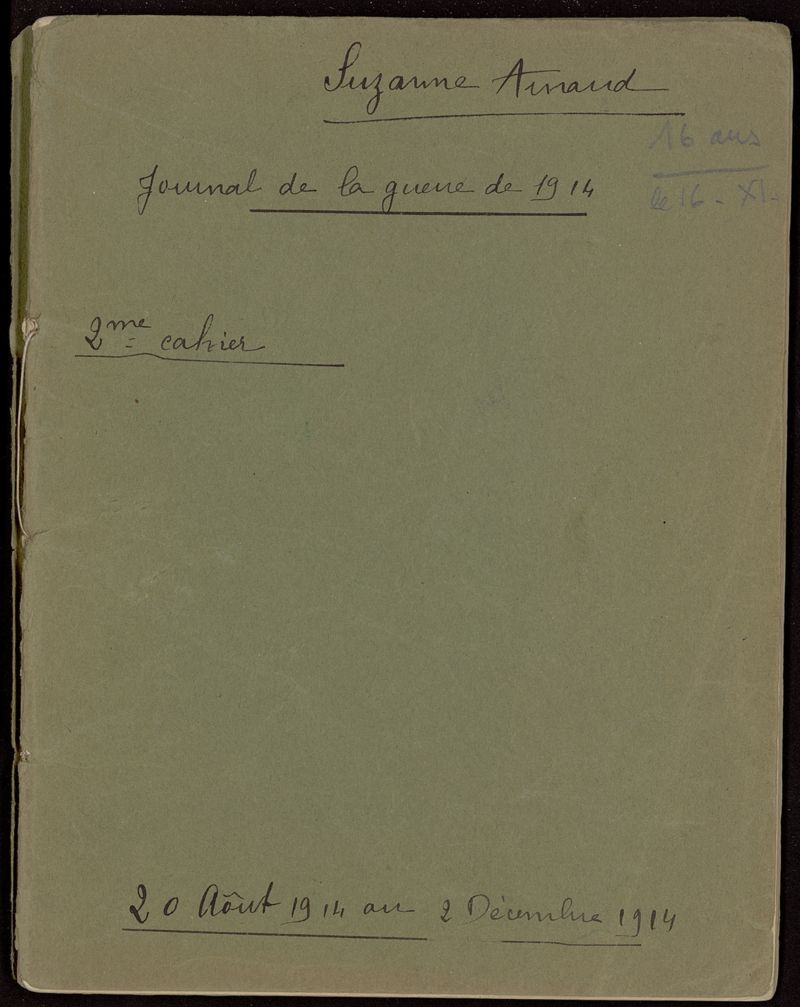 Suzanne Arnaud
16 ans
le 16 - XI -
Journal de la guerre de 1914
2me cahier
20 Août 1914 au 2 Décembre 1914